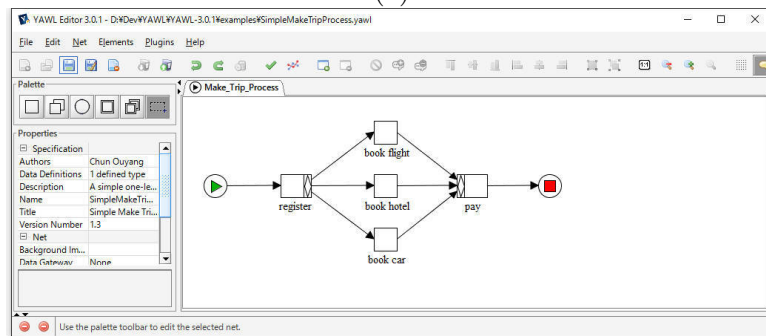 YAWL Editor 3.0.1 - D:¥Dev¥YAWL¥YAWL-3.0.1¥examples¥SimpleMakeTripProcess.yawl
File Edit Net Elements Plugins Help
Palette
Make_Trip_Process
Properties
Specification
Authors Chun Ouyang
Data Definitions 1 defined type
Description A simple one-le...
Name SimpleMakeTri...
Title Simple Make Tri...
Version Number 1.3
Net
Background Im...
Data Gateway None
book flight
register
book hotel
pay
book car
Use the palette toolbar to edit the selected net.